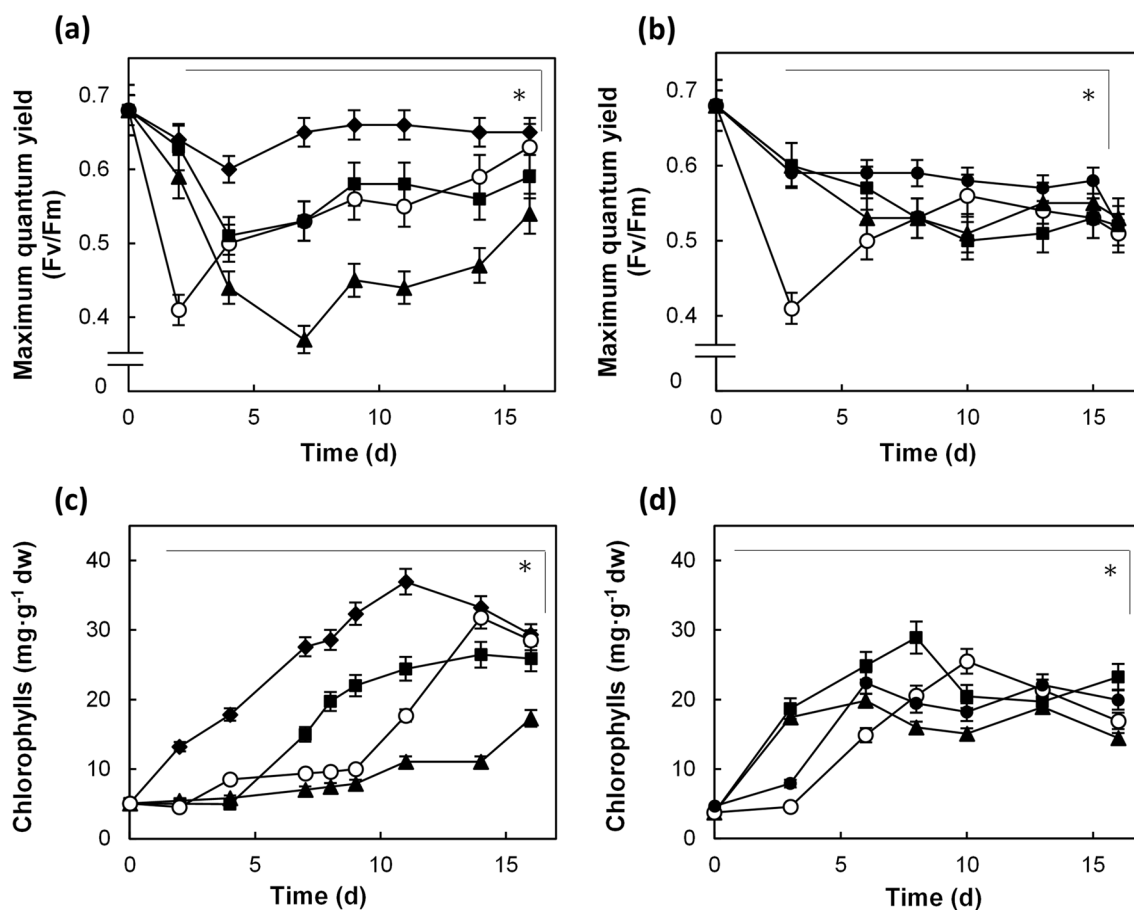 (a)
Maximum quantum yield
(Fv/Fm)
0.7
0.6
0.5
0.4
0
*
0 5 10 15
Time (d)
(b)
Maximum quantum yield
(Fv/Fm)
0.7
0.6
0.5
0.4
0
*
0 5 10 15
Time (d)
(c)
Chlorophylls (mg·g⁻¹ dw)
40
30
20
10
0
*
0 5 10 15
Time (d)
(d)
Chlorophylls (mg·g⁻¹ dw)
40
30
20
10
0
*
0 5 10 15
Time (d)